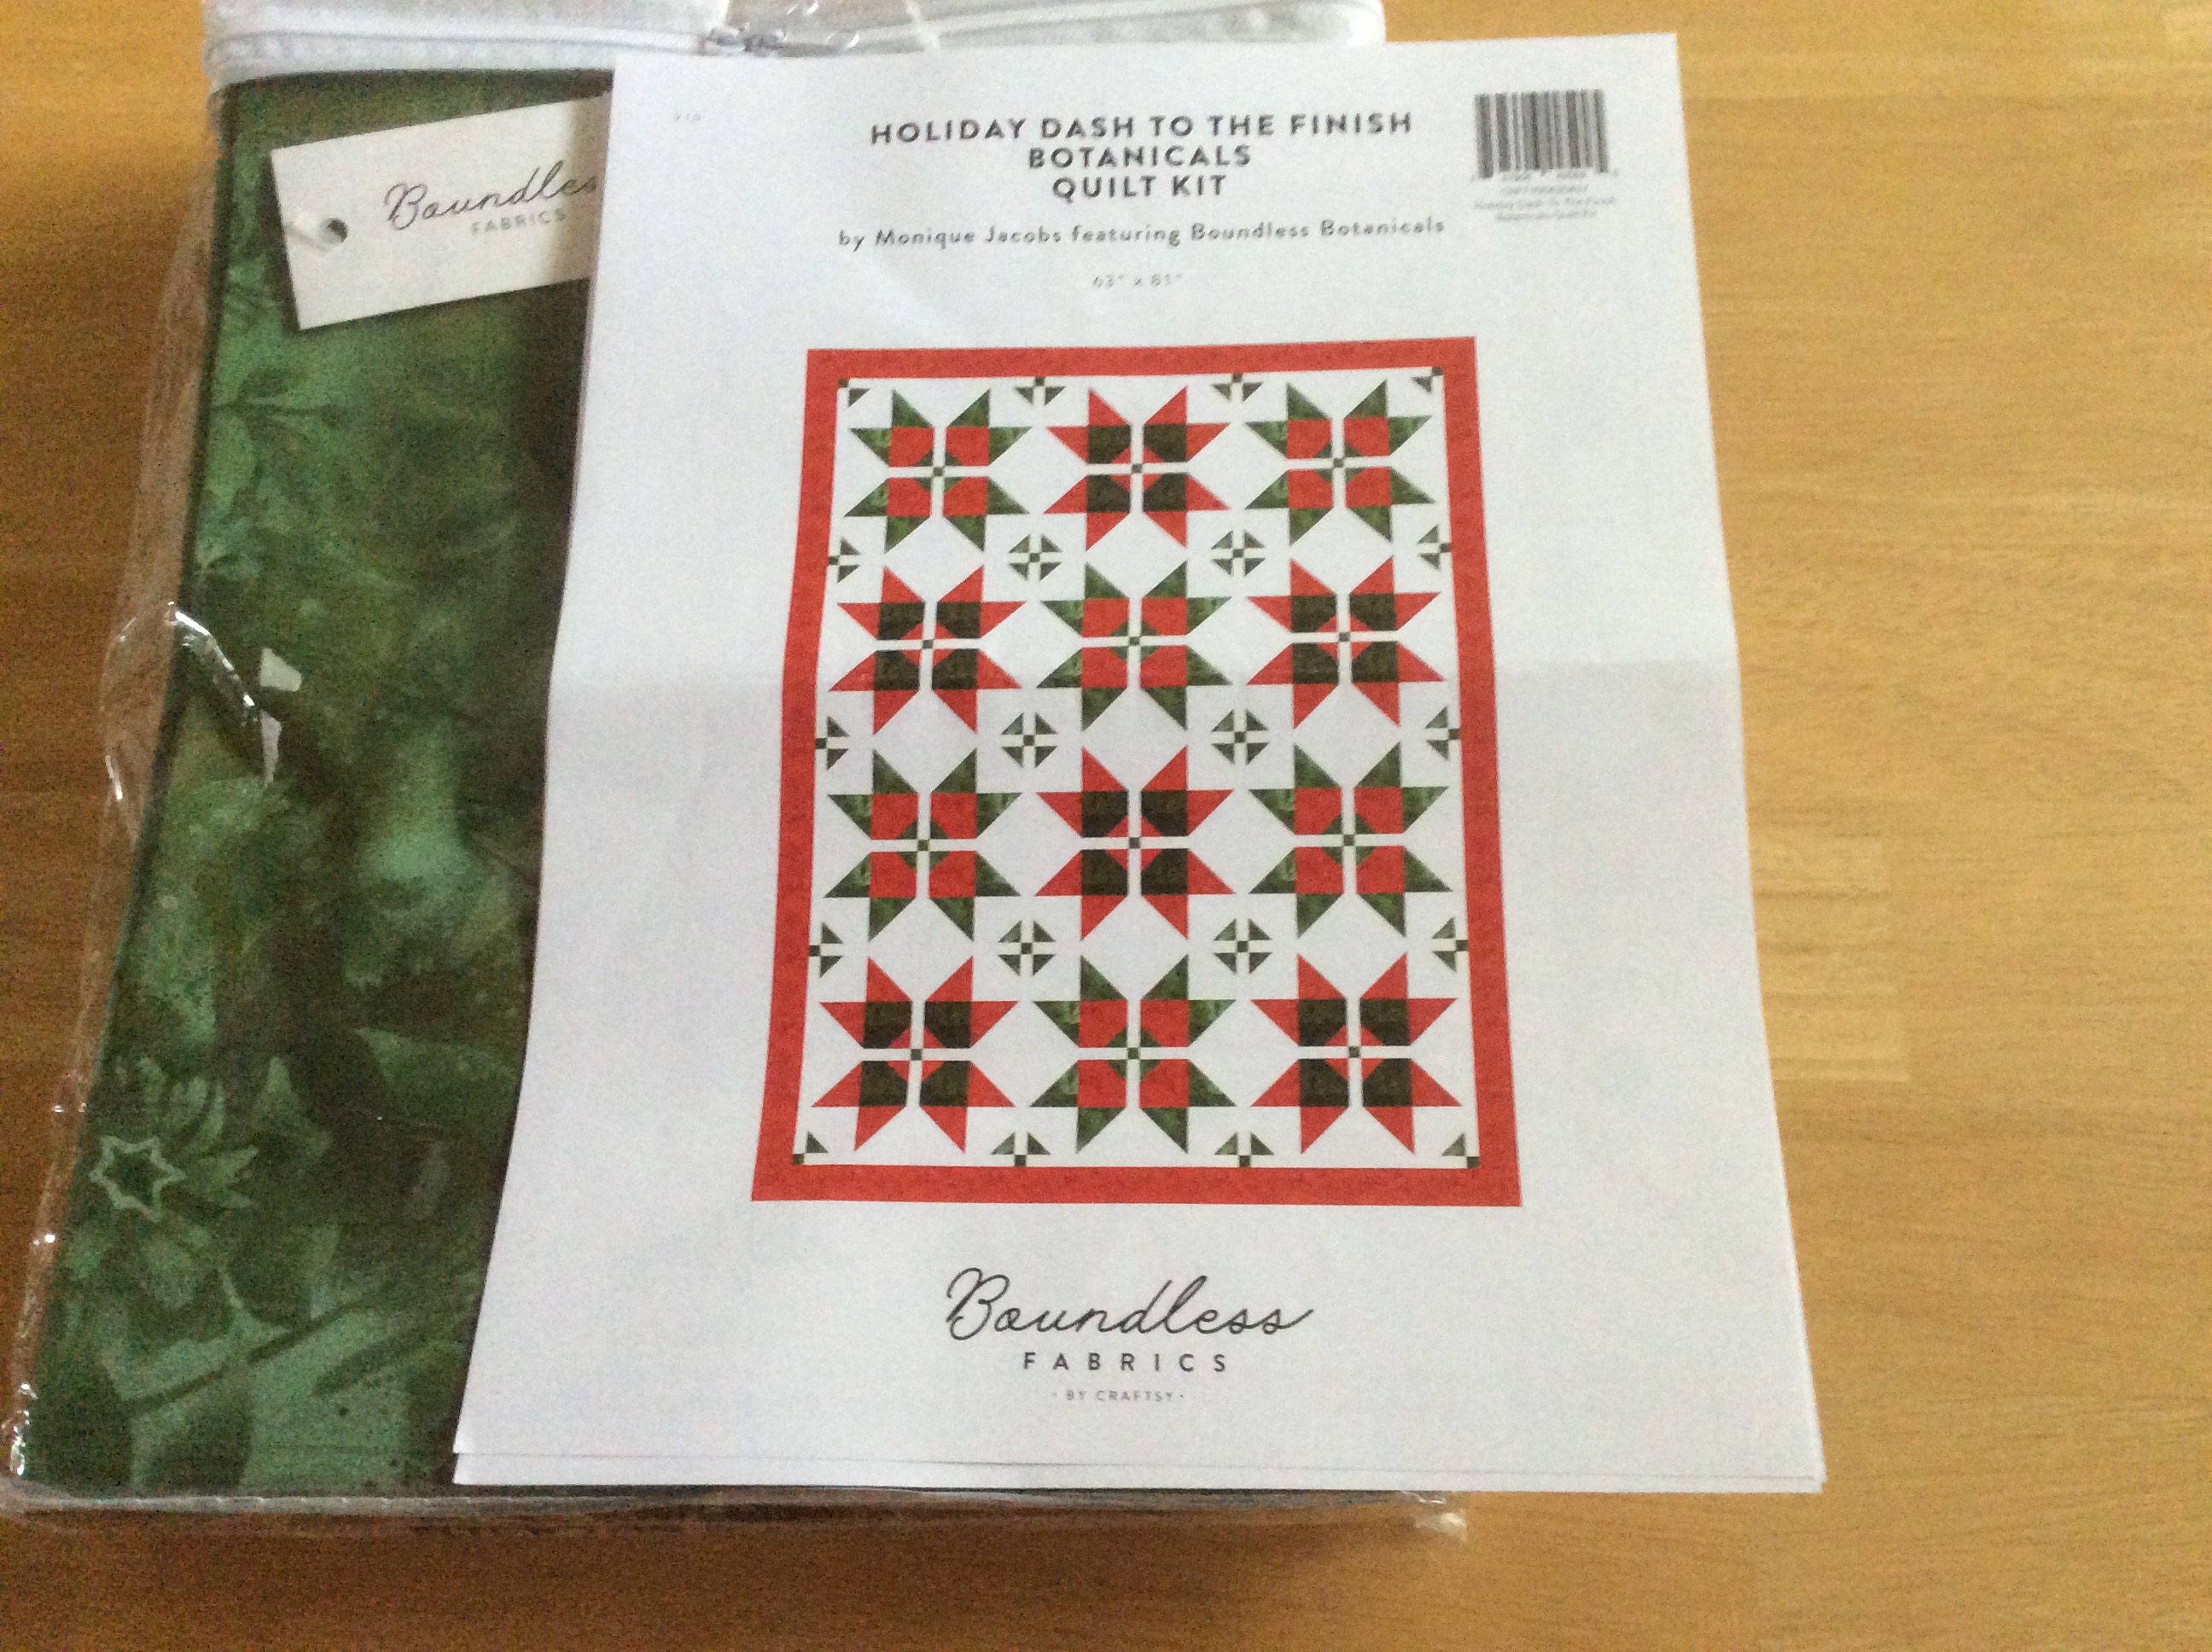 Boundles
FABRICS
HOLIDAY DASH TO THE FINISH
BOTANICALS
QUILT KIT
by Monique Jacobs featuring Boundless Botanicals
63" x 81"
Boundless
FABRICS
· BY CRAFTSY ·